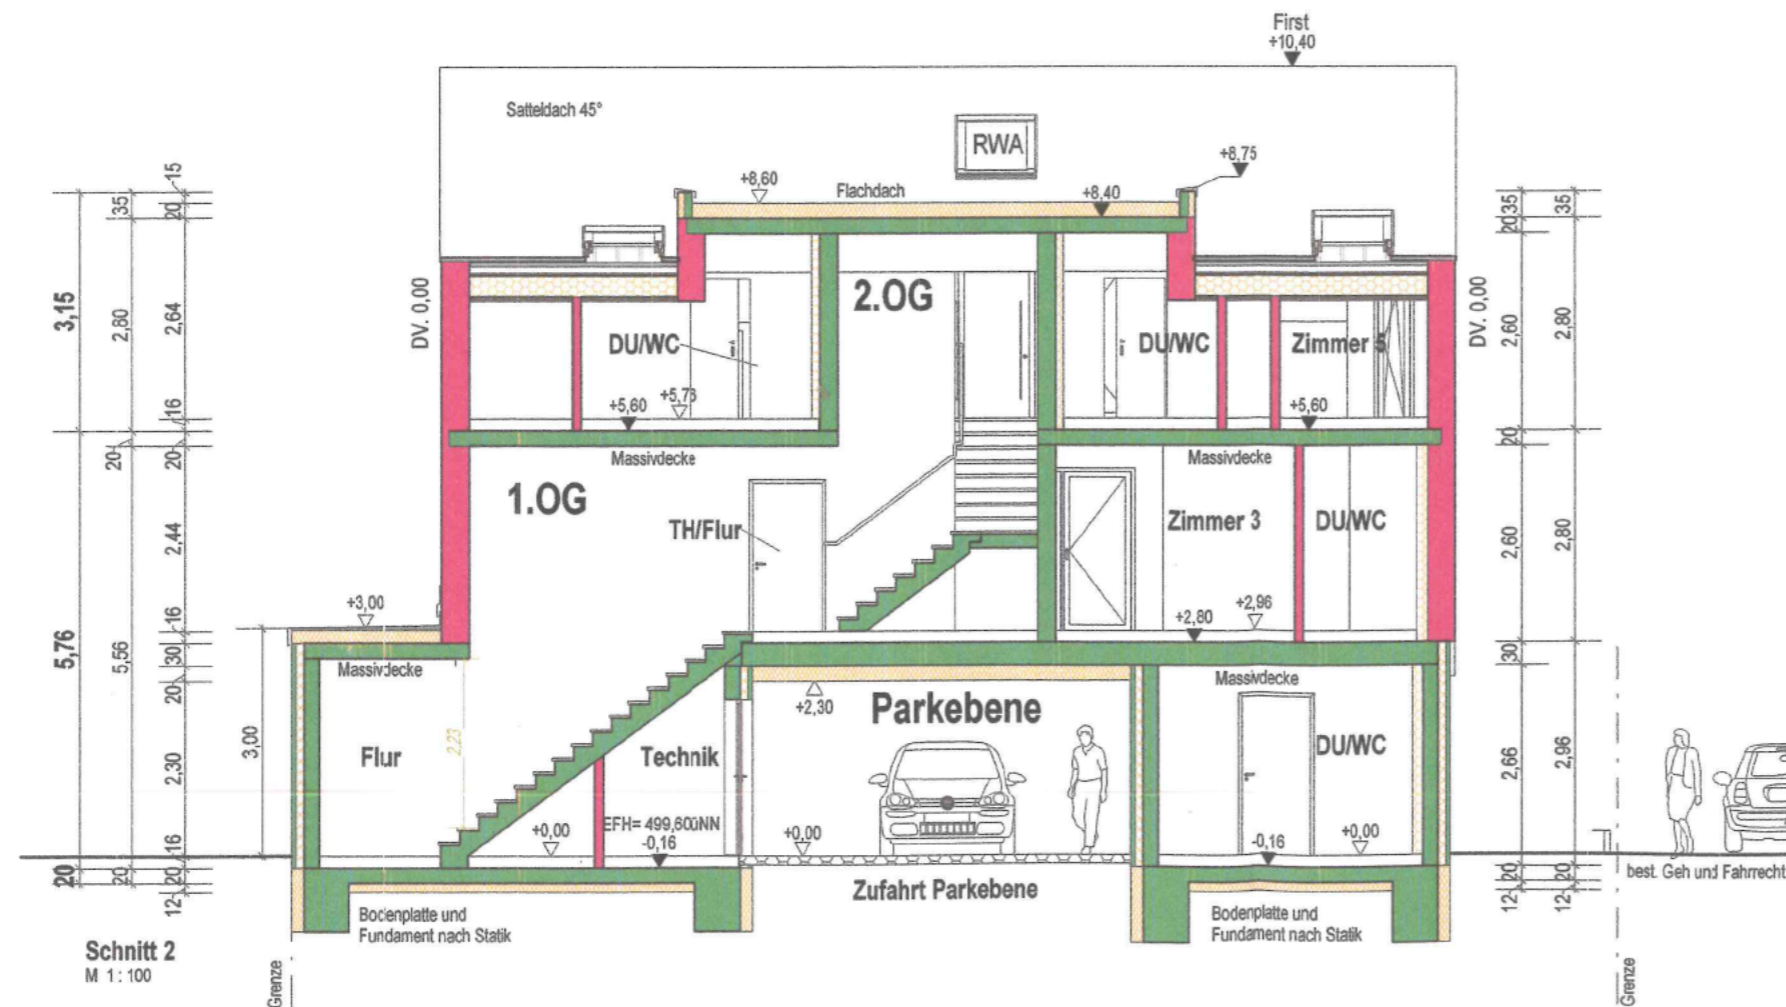 First
+10,40
Satteldach 45°
RWA
+8,75
+8,60
Flachdach
+8,40
15
35
20
3,15
2,80
2,64
DV. 0,00
DU/WC
2.OG
DU/WC
Zimmer 5
DV. 0,00
20
35
35
2,60
2,80
+5,60
+5,76
+5,60
16
20
20
Massivdecke
Massivdecke
20
20
1.OG
TH/Flur
Zimmer 3
DU/WC
2,44
2,60
2,80
+3,00
+2,80
+2,96
16
5,76
5,56
30
20
Massivdecke
Massivdecke
30
+2,30
Parkebene
3,00
Flur
2,23
Technik
DU/WC
2,30
2,66
2,96
+0,00
EFH= 499,60üNN
-0,16
+0,00
-0,16
+0,00
16
20
20
20
12
Zufahrt Parkebene
20
20
12
12
best. Geh und Fahrrecht
Bodenplatte und
Fundament nach Statik
Bodenplatte und
Fundament nach Statik
Schnitt 2
M 1 : 100
Grenze
Grenze